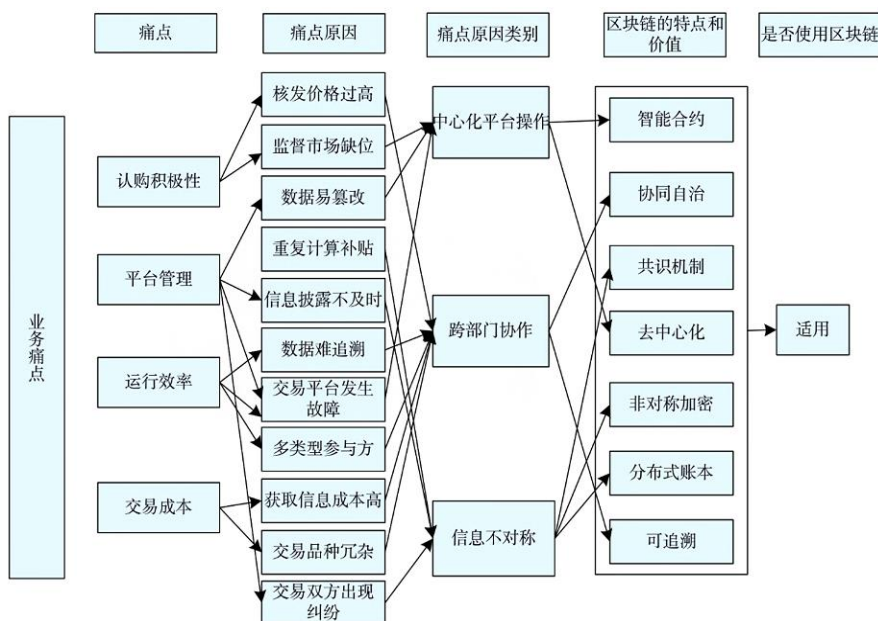 痛点
痛点原因
痛点原因类别
区块链的特点和
价值
是否使用区块链
业务痛点
认购积极性
平台管理
运行效率
交易成本
核发价格过高
监督市场缺位
数据易篡改
重复计算补贴
信息披露不及时
数据难追溯
交易平台发生
故障
多类型参与方
获取信息成本高
交易品种冗杂
交易双方出现
纠纷
中心化平台操作
跨部门协作
信息不对称
智能合约
协同自治
共识机制
去中心化
非对称加密
分布式账本
可追溯
适用